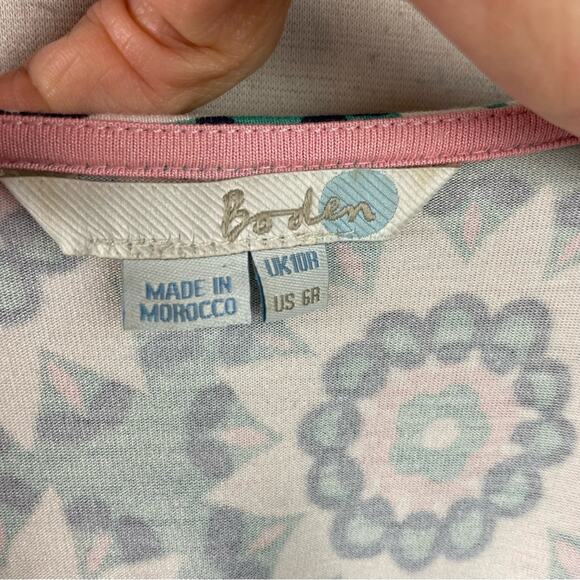 Boden
MADE IN
MOROCCO
UK10R
US 6R